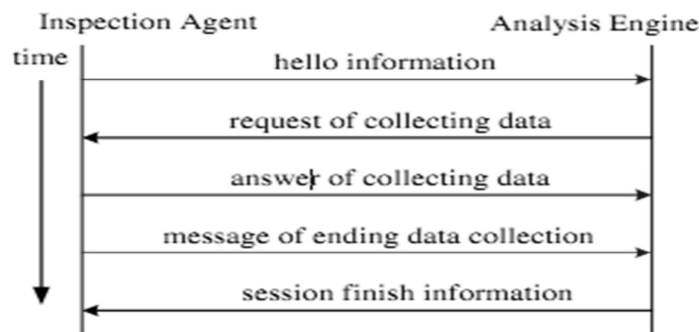 Inspection Agent
Analysis Engine
time
hello information
request of collecting data
answer of collecting data
message of ending data collection
session finish information